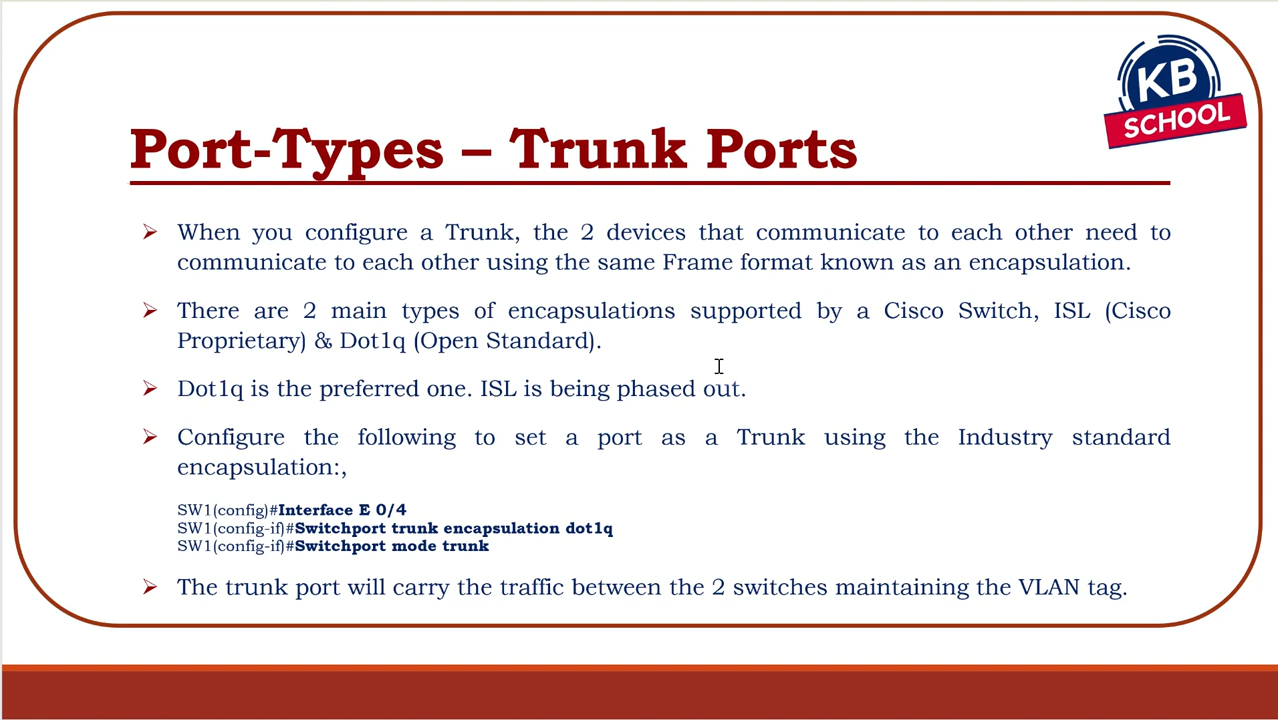 KB
SCHOOL
Port-Types – Trunk Ports
When you configure a Trunk, the 2 devices that communicate to each other need to
communicate to each other using the same Frame format known as an encapsulation.
There are 2 main types of encapsulations supported by a Cisco Switch, ISL (Cisco
Proprietary) & Dot1q (Open Standard).
Dot1q is the preferred one. ISL is being phased out.
Configure the following to set a port as a Trunk using the Industry standard
encapsulation:,
SW1(config)#Interface E 0/4
SW1(config-if)#Switchport trunk encapsulation dot1q
SW1(config-if)#Switchport mode trunk
The trunk port will carry the traffic between the 2 switches maintaining the VLAN tag.